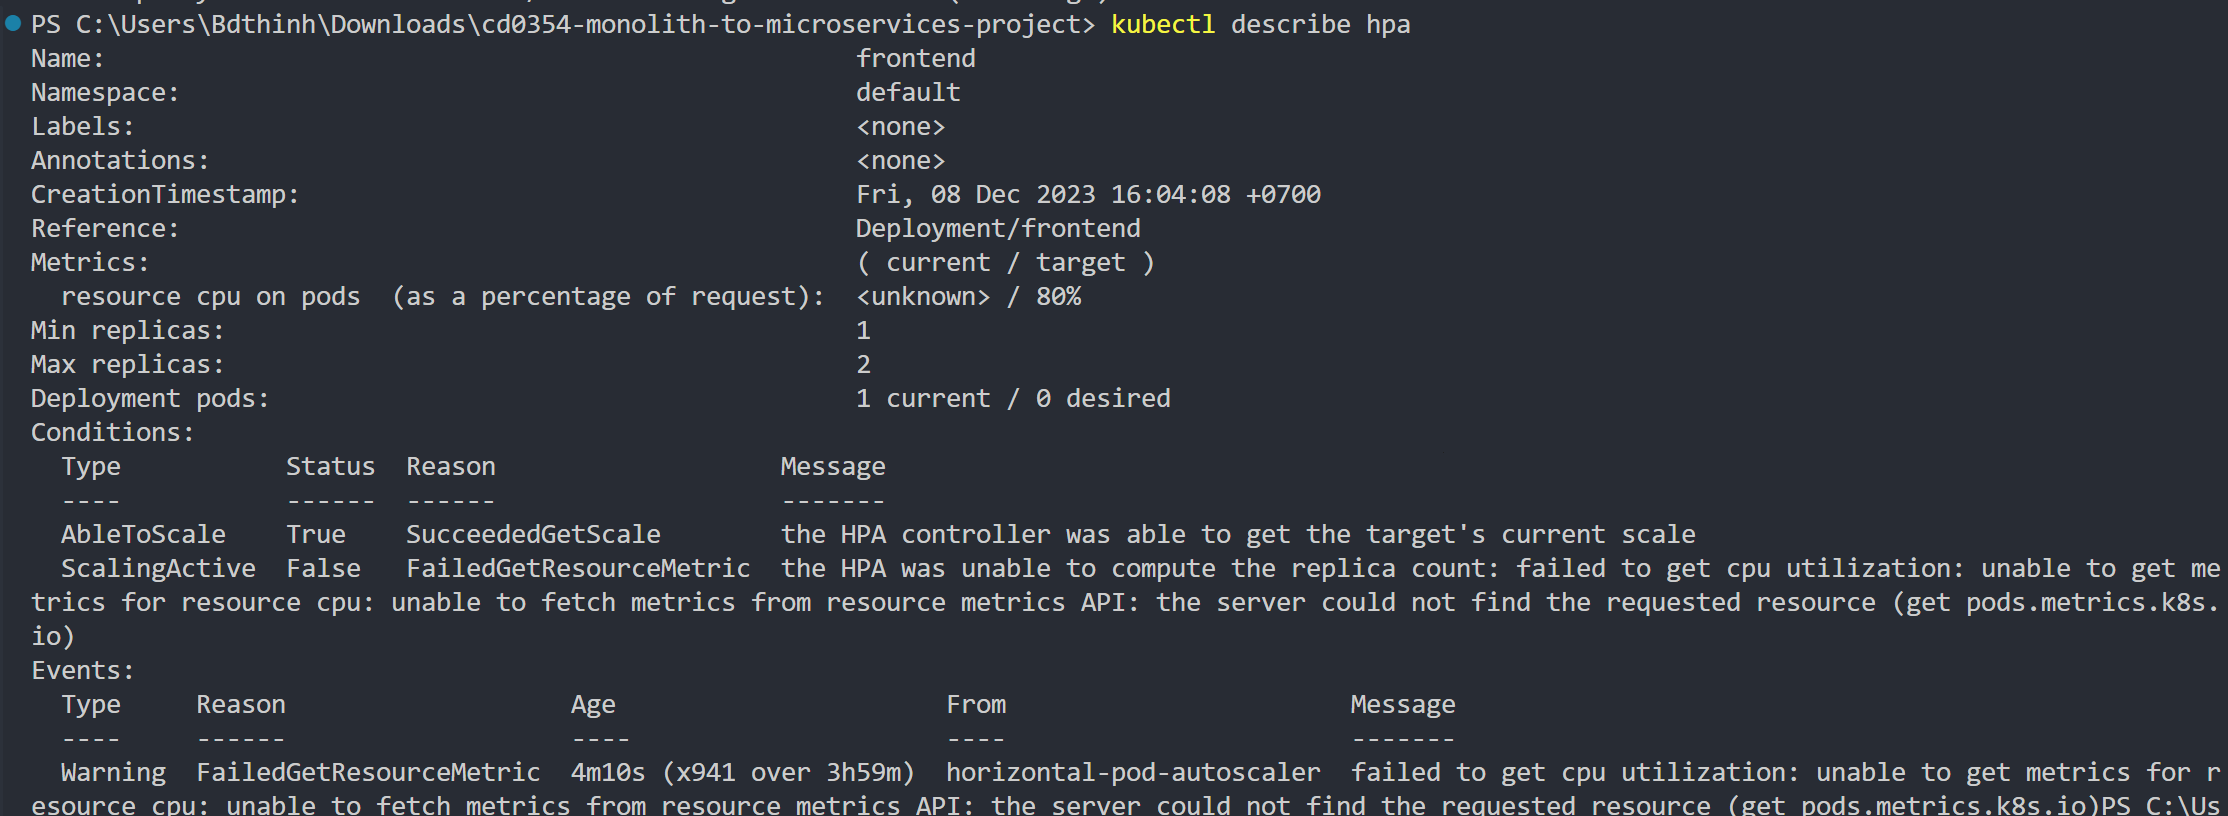 PS C:\Users\Bdthinh\Downloads\cd0354-monolith-to-microservices-project> kubectl describe hpa
Name:                                                  frontend
Namespace:                                             default
Labels:                                                <none>
Annotations:                                           <none>
CreationTimestamp:                                     Fri, 08 Dec 2023 16:04:08 +0700
Reference:                                             Deployment/frontend
Metrics:                                               ( current / target )
  resource cpu on pods  (as a percentage of request):  <unknown> / 80%
Min replicas:                                          1
Max replicas:                                          2
Deployment pods:                                       1 current / 0 desired
Conditions:
  Type           Status  Reason                   Message
  ----           ------  ------                   -------
  AbleToScale    True    SucceededGetScale        the HPA controller was able to get the target's current scale
  ScalingActive  False   FailedGetResourceMetric  the HPA was unable to compute the replica count: failed to get cpu utilization: unable to get me
trics for resource cpu: unable to fetch metrics from resource metrics API: the server could not find the requested resource (get pods.metrics.k8s.
io)
Events:
  Type     Reason                   Age                      From                       Message
  ----     ------                   ----                     ----                       -------
  Warning  FailedGetResourceMetric  4m10s (x941 over 3h59m)  horizontal-pod-autoscaler  failed to get cpu utilization: unable to get metrics for r
esource cpu: unable to fetch metrics from resource metrics API: the server could not find the requested resource (get pods.metrics.k8s.io)PS C:\Us